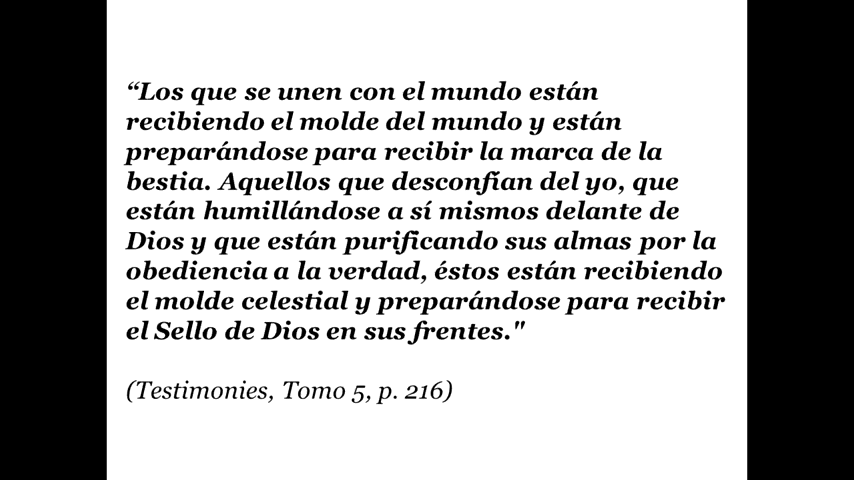 “Los que se unen con el mundo están
recibiendo el molde del mundo y están
preparándose para recibir la marca de la
bestia. Aquellos que desconfían del yo, que
están humillándose a sí mismos delante de
Dios y que están purificando sus almas por la
obediencia a la verdad, éstos están recibiendo
el molde celestial y preparándose para recibir
el Sello de Dios en sus frentes."
(Testimonies, Tomo 5, p. 216)